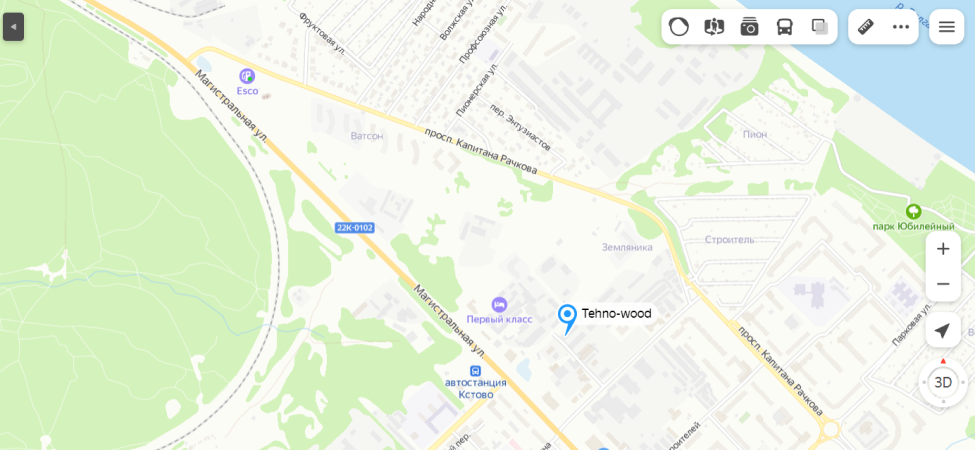 Фруктовая ул.
Волжская ул.
Профсоюзная ул.
Пионерская ул.
пер. Энтузиастов
Esco
Магистральная ул.
Ватсон
просп. Капитана Рачкова
Пион
парк Юбилейный
22К-0102
Земляника
Строитель
Первый класс
Tehno-wood
Магистральная ул.
Парковая ул.
автостанция
Кстово
просп. Капитана Рачкова
3D